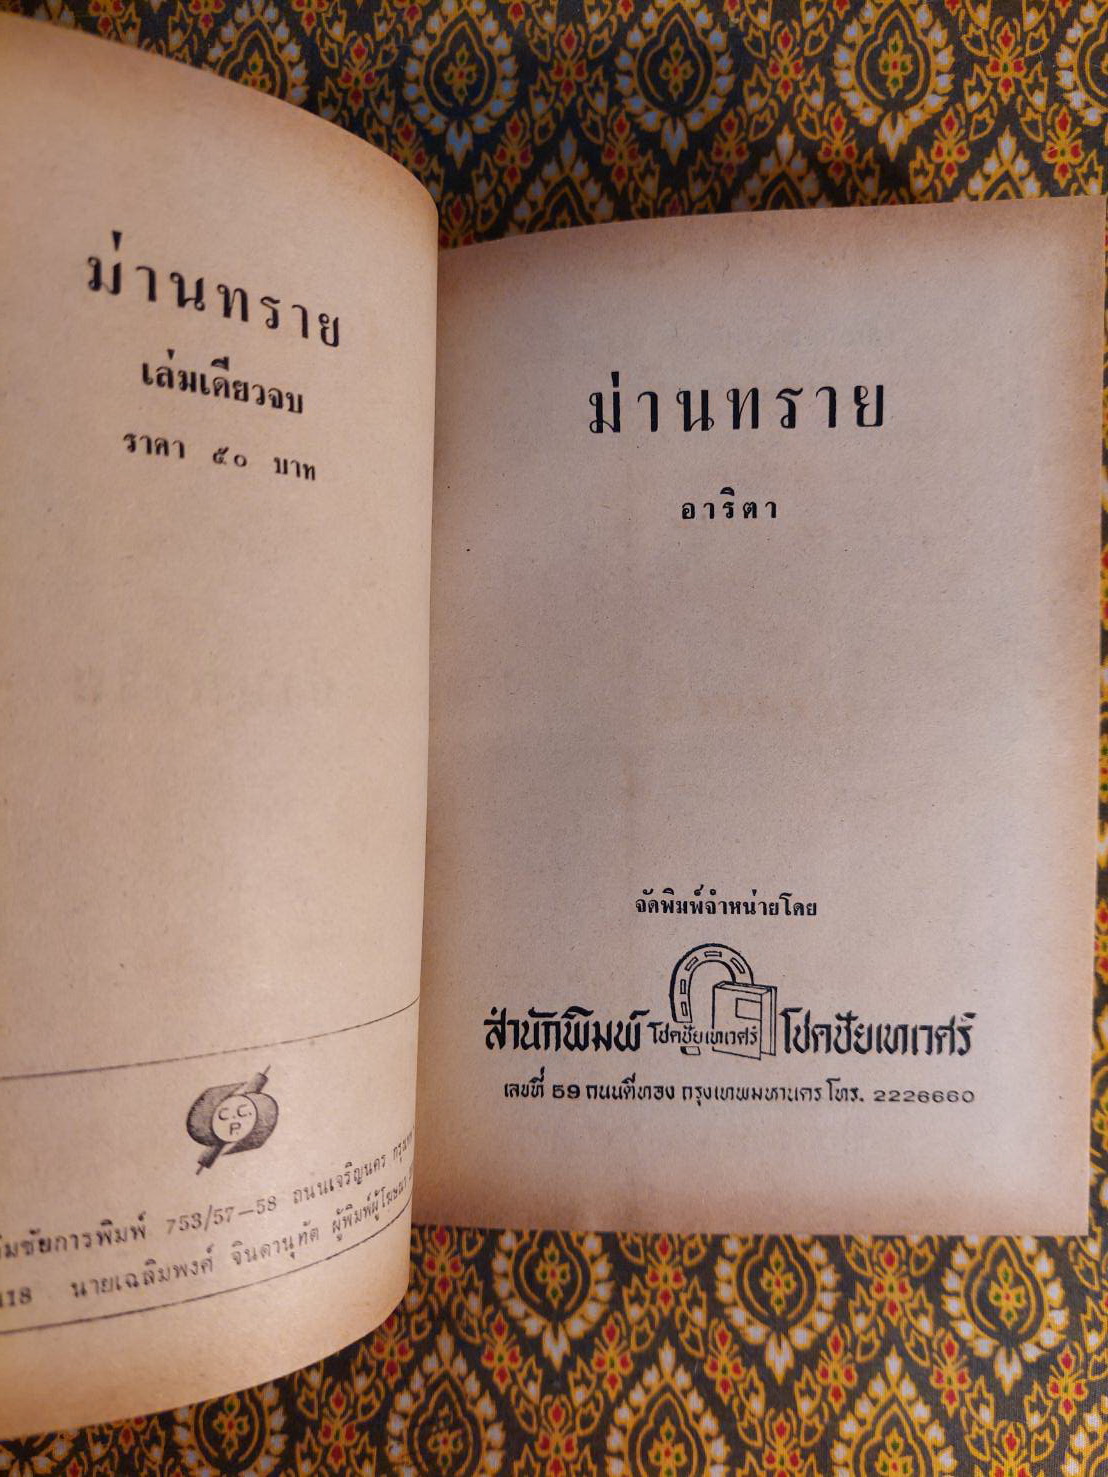 ม่านทราย
เล่มเดียวจบ
ราคา ๕๐ บาท
C.C.
P.
การพิมพ์ 753/57-58 ถนนเจริญนคร
นายเฉลิมพงศ์ จินดานุทัต ผู้พิมพ์ผู้โฆษณา
ม่านทราย
อาริตา
จัดพิมพ์จำหน่ายโดย
สำนักพิมพ์ โชคชัยเทเวศร์ โชคชัยเทเวศร์
เลขที่ 59 ถนนตีทอง กรุงเทพมหานคร โทร. 2226660